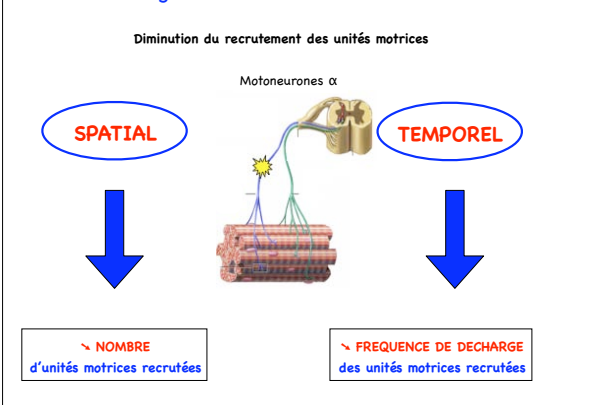 Diminution du recrutement des unités motrices
Motoneurones α
SPATIAL
TEMPOREL
➘ NOMBRE
d'unités motrices recrutées
➘ FREQUENCE DE DECHARGE
des unités motrices recrutées